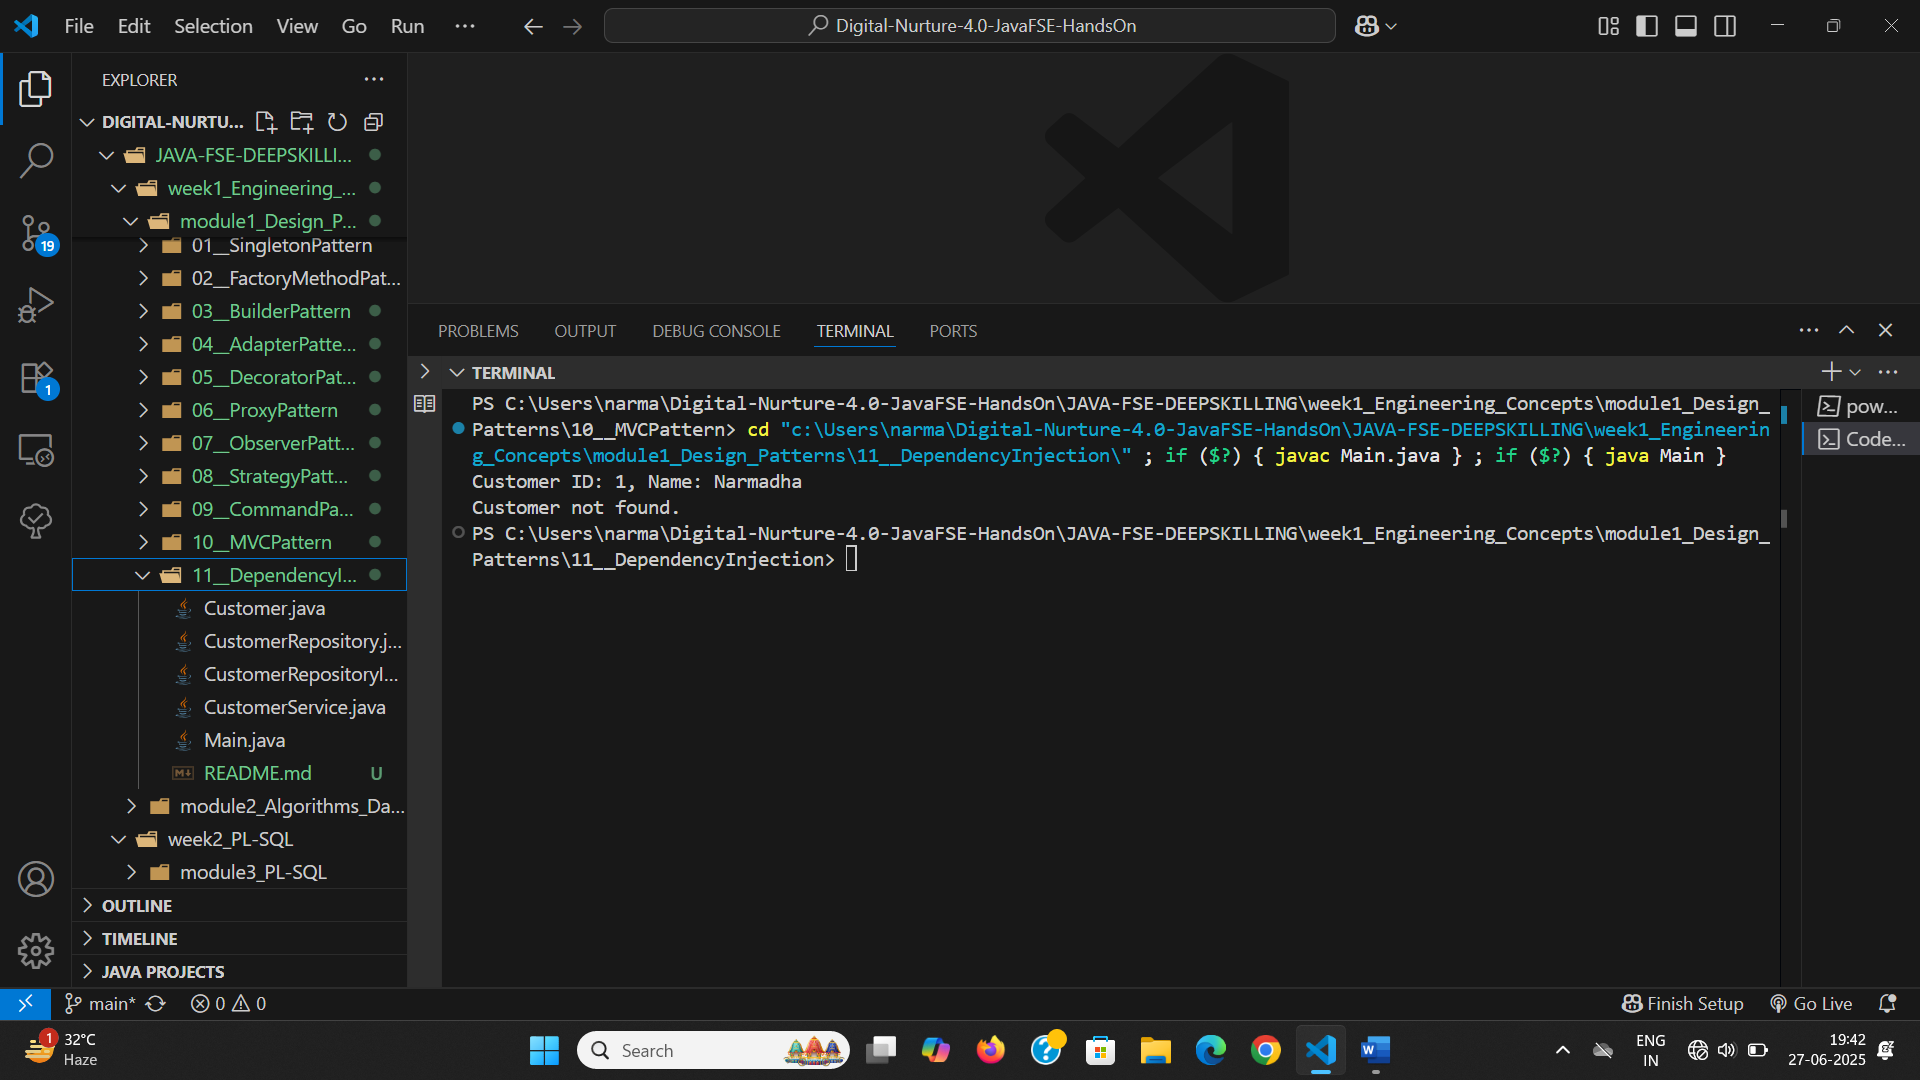 File Edit Selection View Go Run
Digital-Nurture-4.0-JavaFSE-HandsOn
EXPLORER
DIGITAL-NURTU...
JAVA-FSE-DEEPSKILLI...
week1_Engineering_...
module1_Design_P...
01__SingletonPattern
02__FactoryMethodPat...
03__BuilderPattern
04__AdapterPatte...
05__DecoratorPat...
06__ProxyPattern
07__ObserverPatt...
08__StrategyPatt...
09__CommandPa...
10__MVCPattern
11__DependencyI...
Customer.java
CustomerRepository.j...
CustomerRepositoryI...
CustomerService.java
Main.java
README.md U
module2_Algorithms_Da...
week2_PL-SQL
module3_PL-SQL
OUTLINE
TIMELINE
JAVA PROJECTS
19
1
PROBLEMS OUTPUT DEBUG CONSOLE TERMINAL PORTS
TERMINAL
PS C:\Users\narma\Digital-Nurture-4.0-JavaFSE-HandsOn\JAVA-FSE-DEEPSKILLING\week1_Engineering_Concepts\module1_Design_
Patterns\10__MVCPattern> cd "c:\Users\narma\Digital-Nurture-4.0-JavaFSE-HandsOn\JAVA-FSE-DEEPSKILLING\week1_Engineerin
g_Concepts\module1_Design_Patterns\11__DependencyInjection\" ; if ($?) { javac Main.java } ; if ($?) { java Main }
Customer ID: 1, Name: Narmadha
Customer not found.
PS C:\Users\narma\Digital-Nurture-4.0-JavaFSE-HandsOn\JAVA-FSE-DEEPSKILLING\week1_Engineering_Concepts\module1_Design_
Patterns\11__DependencyInjection>
pow...
Code...
main* 0 0
Finish Setup Go Live
1
32°C
Haze
Search
ENG
IN
19:42
27-06-2025